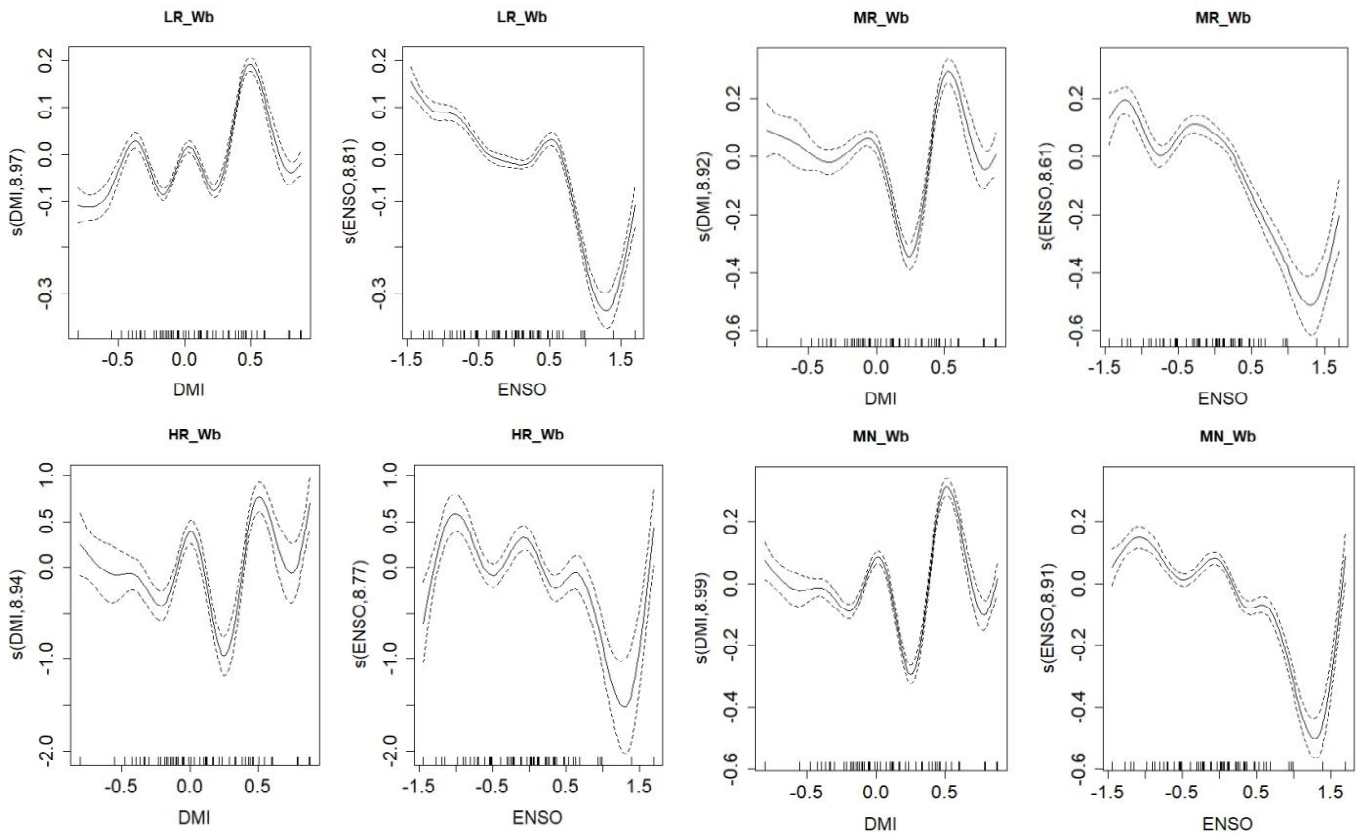 LR_Wb
s(DMI,8.97)
0.2
0.1
0.0
-0.1
-0.3
-0.5 0.0 0.5
DMI
LR_Wb
s(ENSO,8.81)
0.2
0.1
0.0
-0.1
-0.3
-1.5 -0.5 0.5 1.5
ENSO
MR_Wb
s(DMI,8.92)
0.2
0.0
-0.2
-0.4
-0.6
-0.5 0.0 0.5
DMI
MR_Wb
s(ENSO,8.61)
0.2
0.0
-0.2
-0.4
-0.6
-1.5 -0.5 0.5 1.5
ENSO
HR_Wb
s(DMI,8.94)
1.0
0.5
0.0
-1.0
-2.0
-0.5 0.0 0.5
DMI
HR_Wb
s(ENSO,8.77)
1.0
0.5
0.0
-1.0
-2.0
-1.5 -0.5 0.5 1.5
ENSO
MN_Wb
s(DMI,8.99)
0.2
0.0
-0.2
-0.4
-0.6
-0.5 0.0 0.5
DMI
MN_Wb
s(ENSO,8.91)
0.2
0.0
-0.2
-0.4
-0.6
-1.5 -0.5 0.5 1.5
ENSO